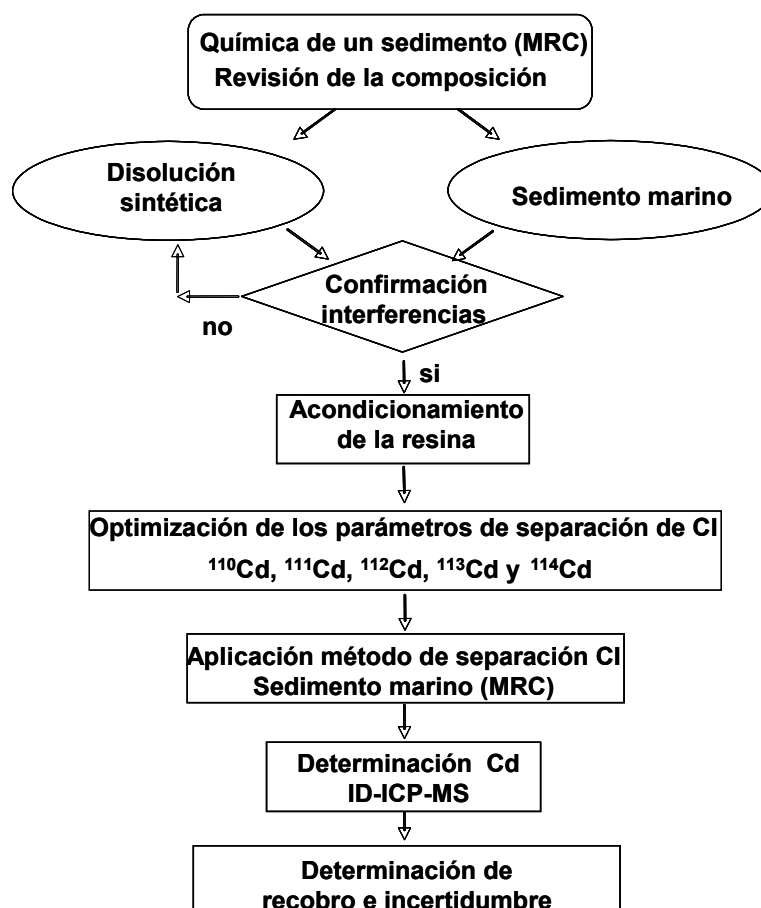 Química de un sedimento (MRC)
Revisión de la composición
Disolución
sintética
Sedimento marino
Confirmación
interferencias
no
si
Acondicionamiento
de la resina
Optimización de los parámetros de separación de CI
¹¹⁰Cd, ¹¹¹Cd, ¹¹²Cd, ¹¹³Cd y ¹¹⁴Cd
Aplicación método de separación CI
Sedimento marino (MRC)
Determinación Cd
ID-ICP-MS
Determinación de
recobro e incertidumbre